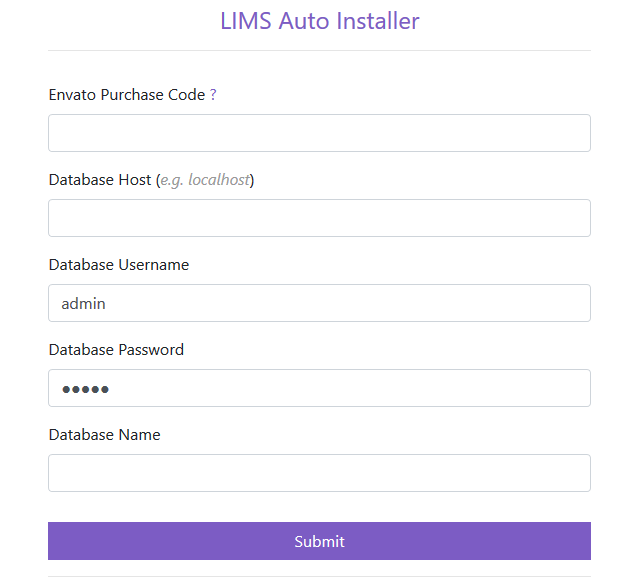 LIMS Auto Installer
Envato Purchase Code ?
Database Host (e.g. localhost)
Database Username
admin
Database Password
●●●●●
Database Name
Submit